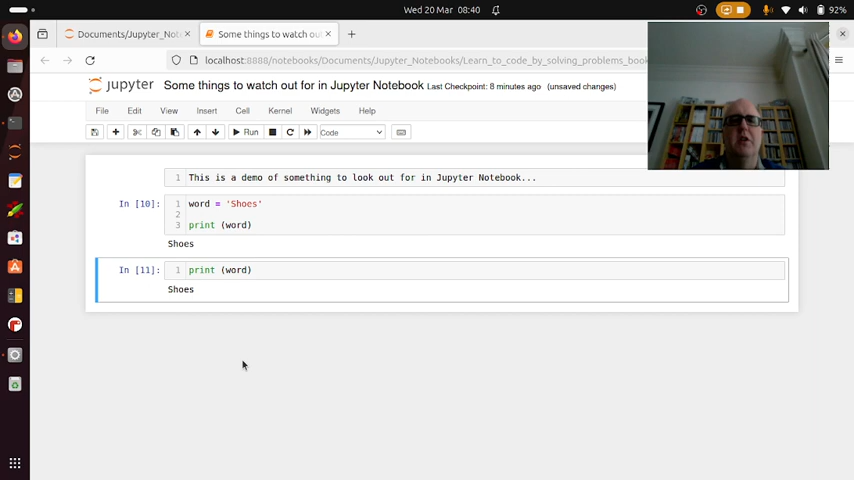 Wed 20 Mar 08:40
92%
Documents/Jupyter_Not
Some things to watch out
localhost:8888/notebooks/Documents/Jupyter_Notebooks/Learn_to_code_by_solving_problems_book
jupyter Some things to watch out for in Jupyter Notebook Last Checkpoint: 8 minutes ago (unsaved changes)
File Edit View Insert Cell Kernel Widgets Help
Run Code
1 This is a demo of something to look out for in Jupyter Notebook...
In [10]: 1 word = 'Shoes'
2
3 print (word)
Shoes
In [11]: 1 print (word)
Shoes